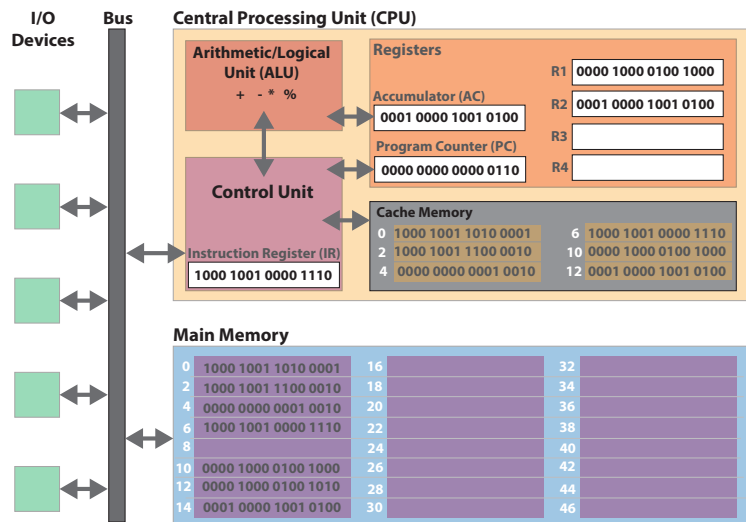 I/O
Devices
Bus
Central Processing Unit (CPU)
Arithmetic/Logical
Unit (ALU)
+ - * %
Registers
R1 0000 1000 0100 1000
Accumulator (AC)
R2 0001 0000 1001 0100
0001 0000 1001 0100
R3
Program Counter (PC)
0000 0000 0000 0110
R4
Control Unit
Instruction Register (IR)
1000 1001 0000 1110
Cache Memory
0 1000 1001 1010 0001 6 1000 1001 0000 1110
2 1000 1001 1100 0010 10 0000 1000 0100 1000
4 0000 0000 0001 0010 12 0001 0000 1001 0100
Main Memory
0 1000 1001 1010 0001 16 32
2 1000 1001 1100 0010 18 34
4 0000 0000 0001 0010 20 36
6 1000 1001 0000 1110 22 38
8 24 40
10 0000 1000 0100 1000 26 42
12 0000 1000 0100 1010 28 44
14 0001 0000 1001 0100 30 46